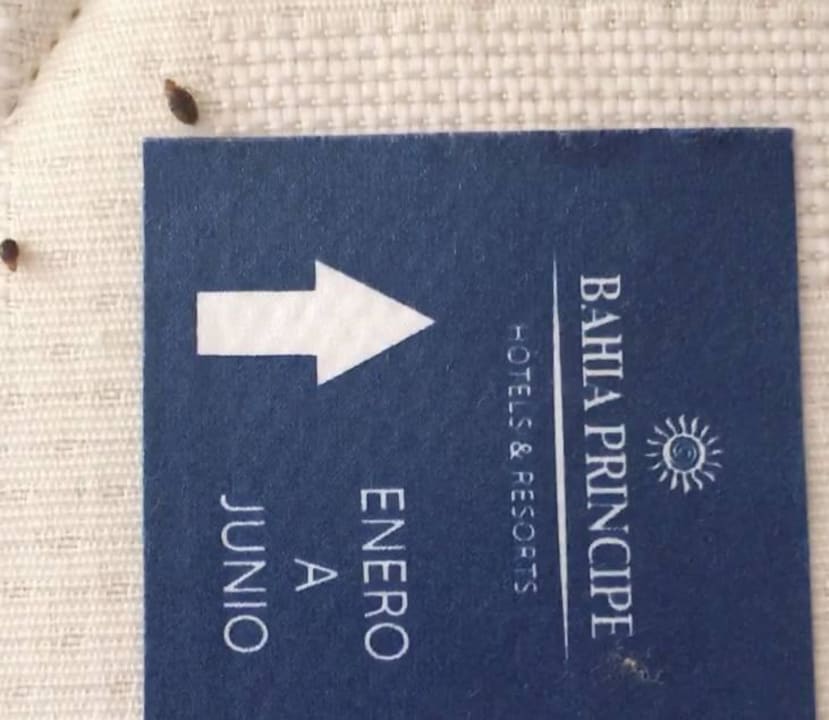 BAHIA PRINCIPE
HOTELS & RESORTS
ENERO
A
JUNIO